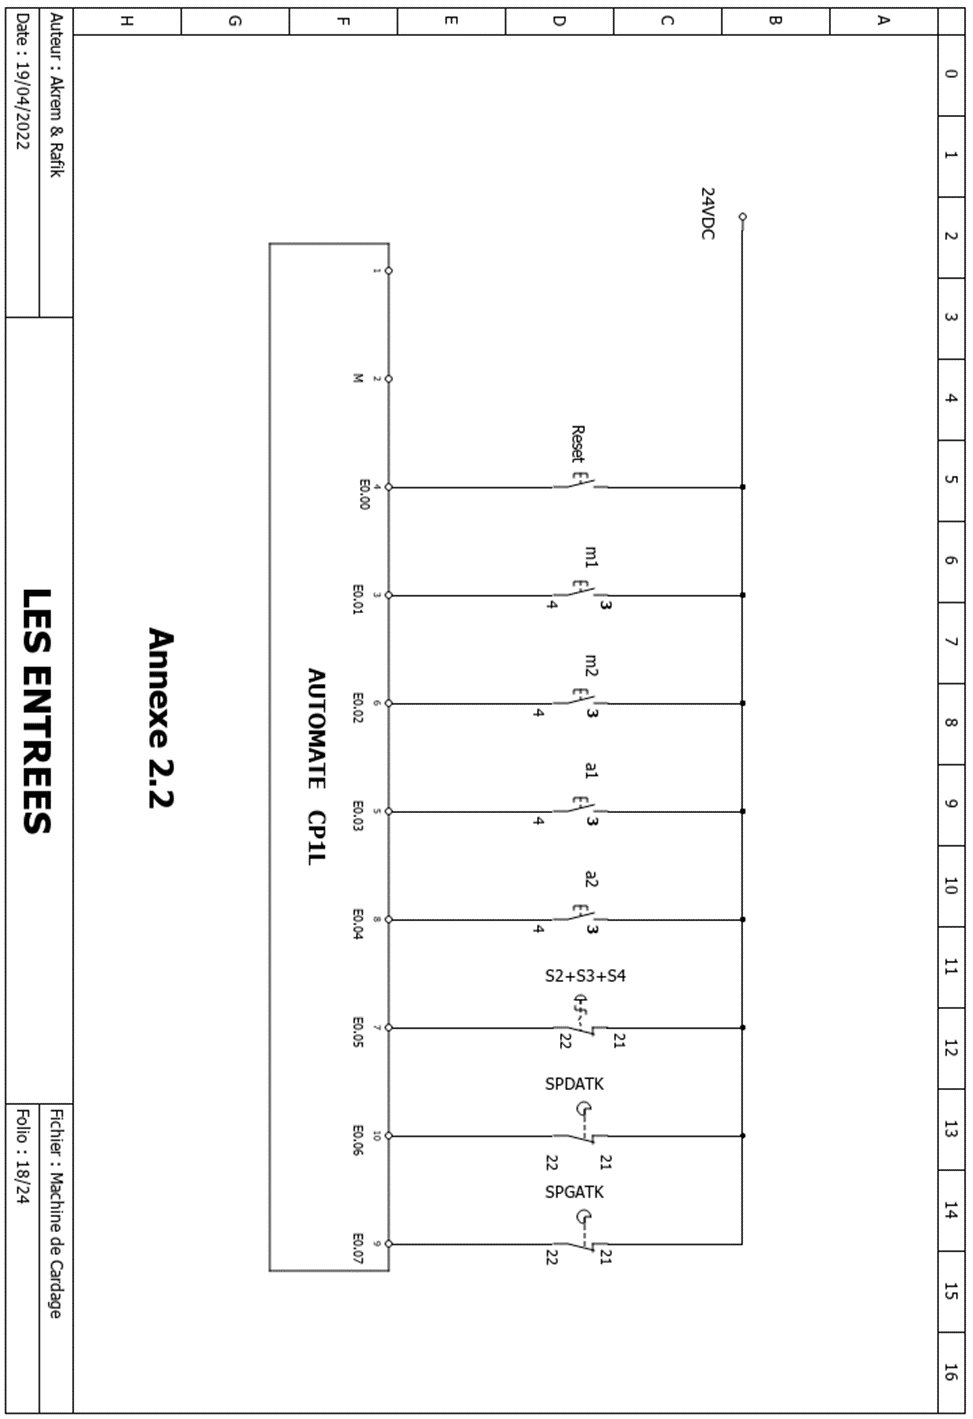 0 1 2 3 4 5 6 7 8 9 10 11 12 13 14 15 16
A
B
C
D
E
F
G
H
24VDC
Reset
m1
3
4
m2
3
4
a1
3
4
a2
3
4
S2+S3+S4
21
22
SPDATK
21
22
SPGATK
21
22
1 2 4 3 6 5 8 7 10 9
M E0.00 E0.01 E0.02 E0.03 E0.04 E0.05 E0.06 E0.07
AUTOMATE CP1L
Annexe 2.2
Auteur : Akrem & Rafik
Date : 19/04/2022
LES ENTREES
Fichier : Machine de Cardage
Folio : 18/24